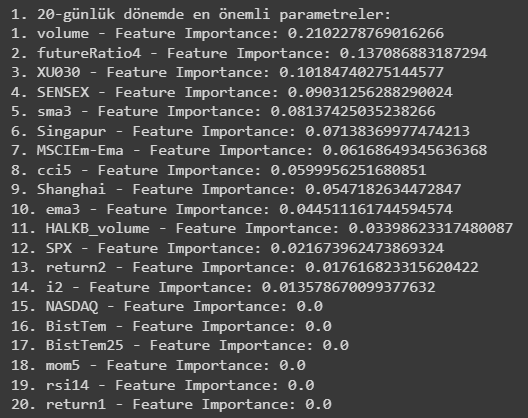 1. 20-günlük dönemde en önemli parametreler:
1. volume - Feature Importance: 0.2102278769016266
2. futureRatio4 - Feature Importance: 0.137086883187294
3. XU030 - Feature Importance: 0.10184740275144577
4. SENSEX - Feature Importance: 0.09031256288290024
5. sma3 - Feature Importance: 0.08137425035238266
6. Singapur - Feature Importance: 0.07138369977474213
7. MSCIEm-Ema - Feature Importance: 0.06168649345636368
8. cci5 - Feature Importance: 0.0599956251680851
9. Shanghai - Feature Importance: 0.0547182634472847
10. ema3 - Feature Importance: 0.044511161744594574
11. HALKB_volume - Feature Importance: 0.03398623317480087
12. SPX - Feature Importance: 0.021673962473869324
13. return2 - Feature Importance: 0.017616823315620422
14. i2 - Feature Importance: 0.013578670099377632
15. NASDAQ - Feature Importance: 0.0
16. BistTem - Feature Importance: 0.0
17. BistTem25 - Feature Importance: 0.0
18. mom5 - Feature Importance: 0.0
19. rsi14 - Feature Importance: 0.0
20. return1 - Feature Importance: 0.0